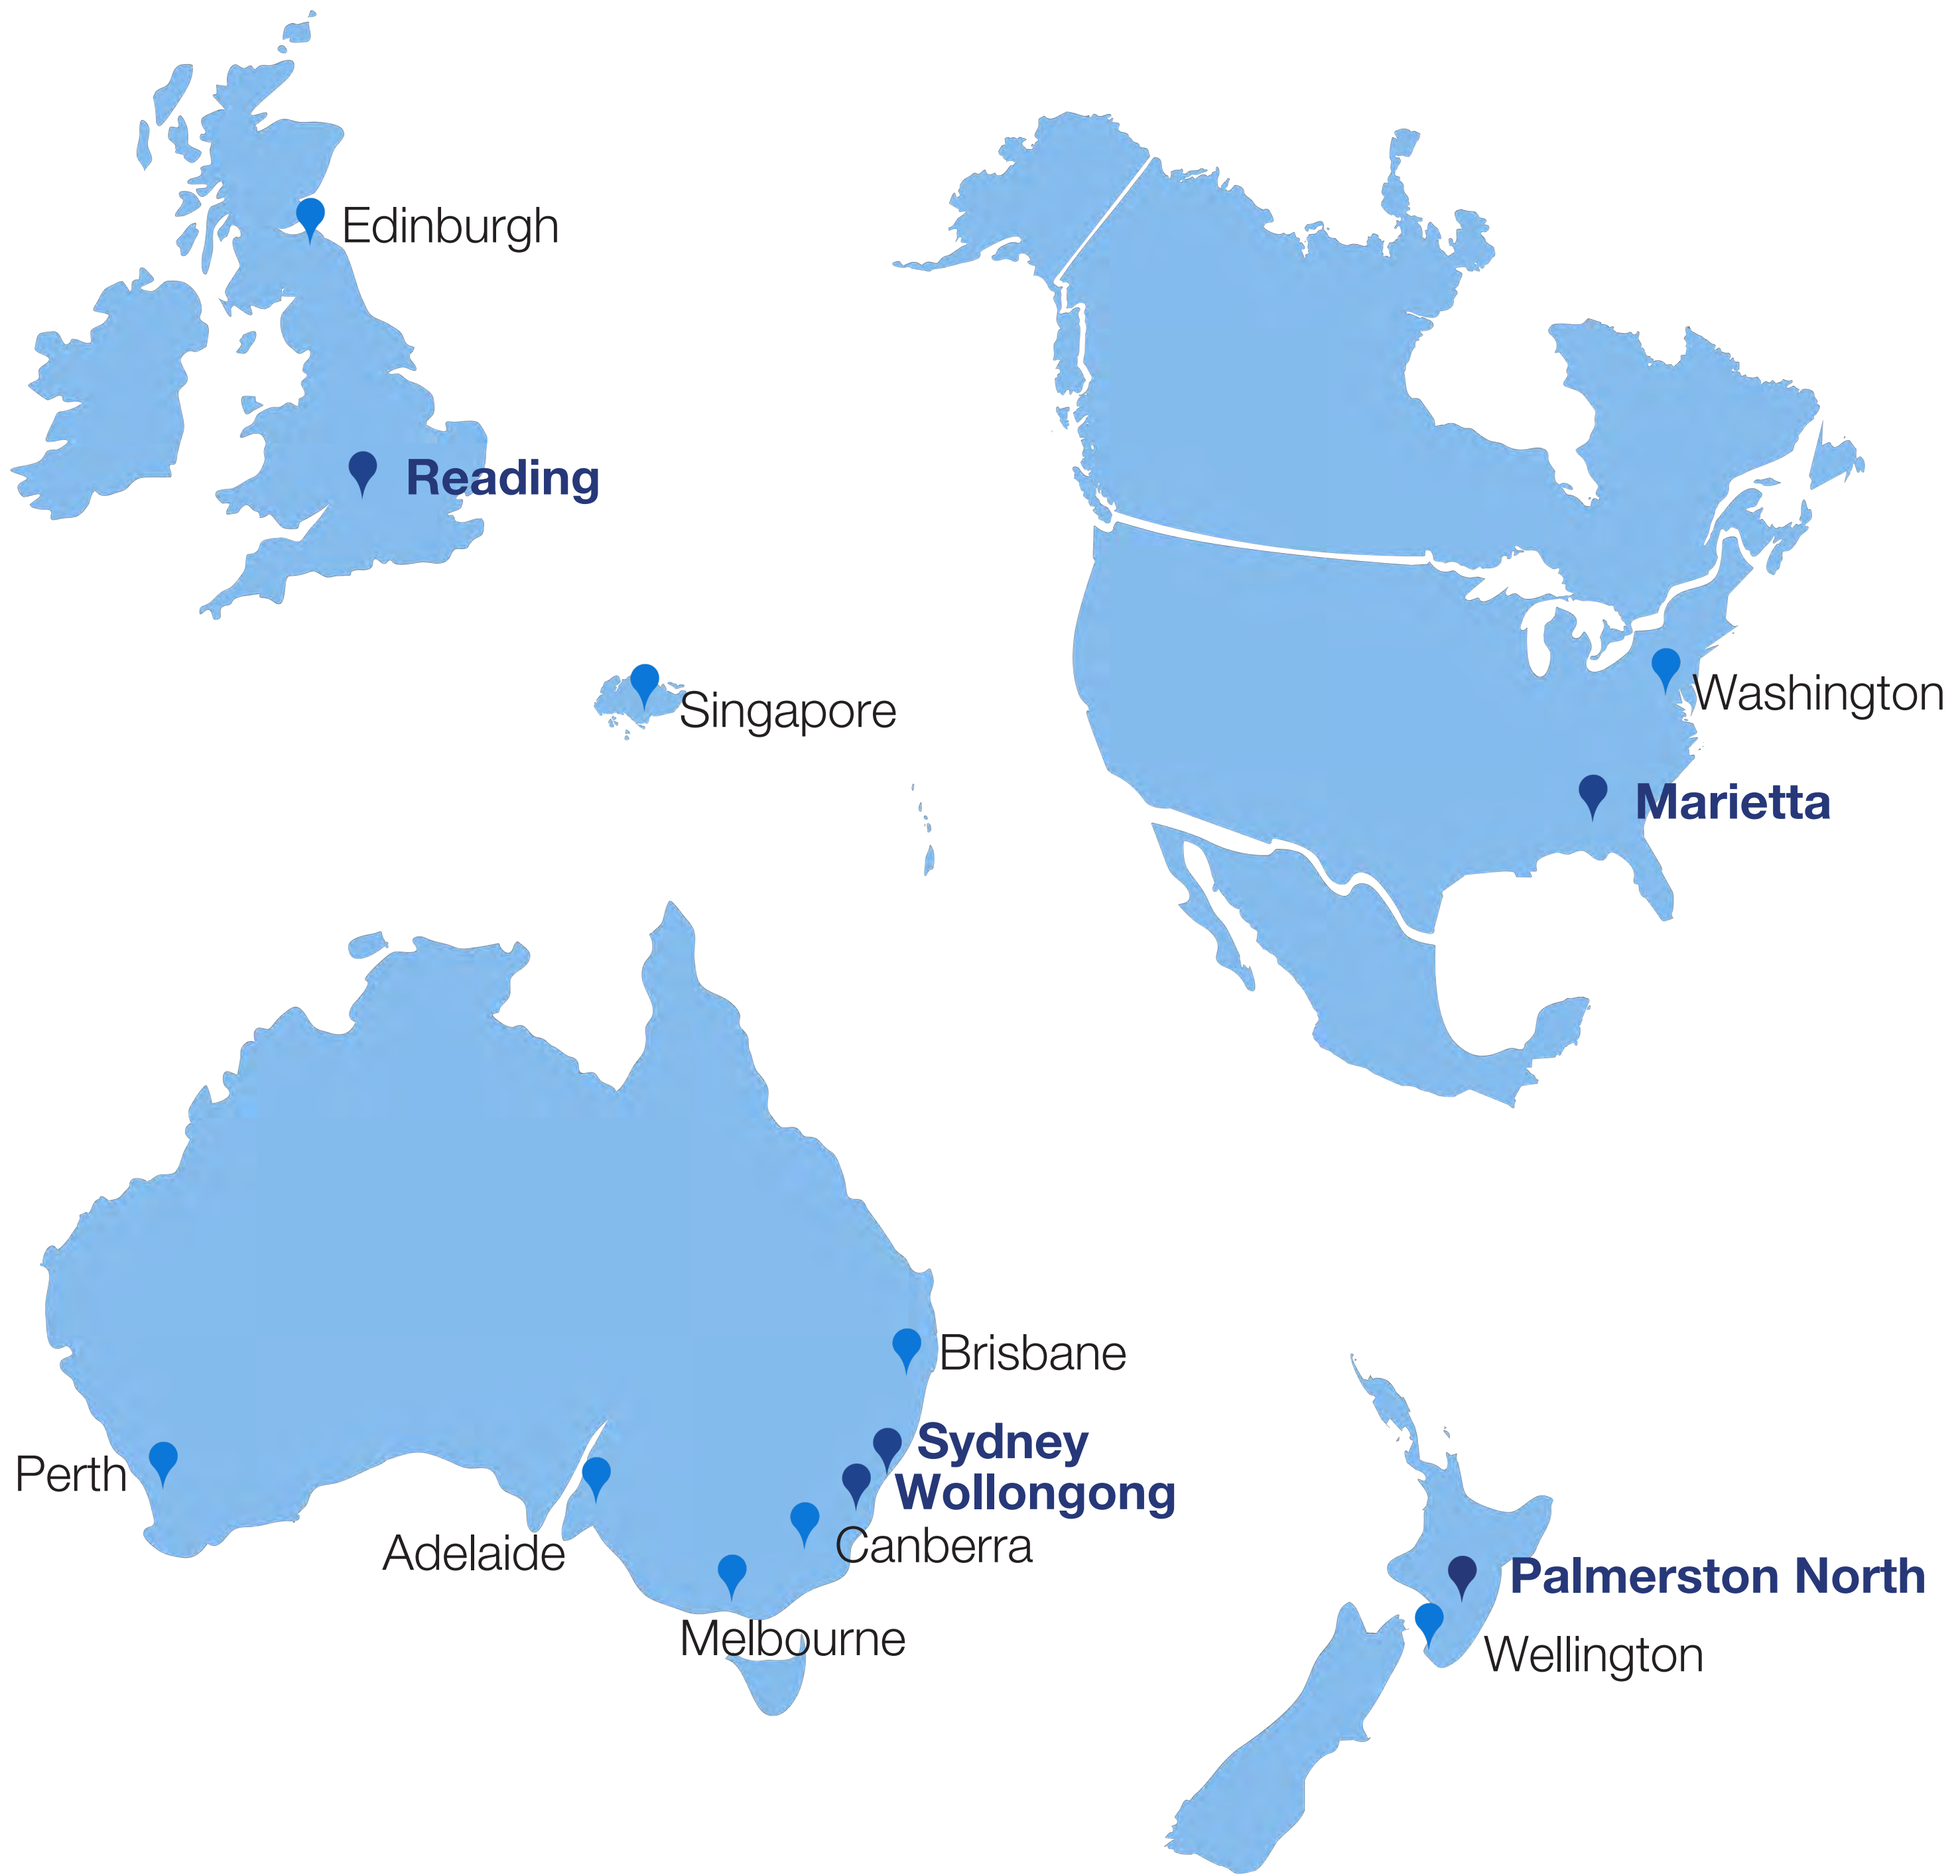 Edinburgh
Reading
Singapore
Washington
Marietta
Brisbane
Sydney
Wollongong
Perth
Canberra
Adelaide
Melbourne
Palmerston North
Wellington